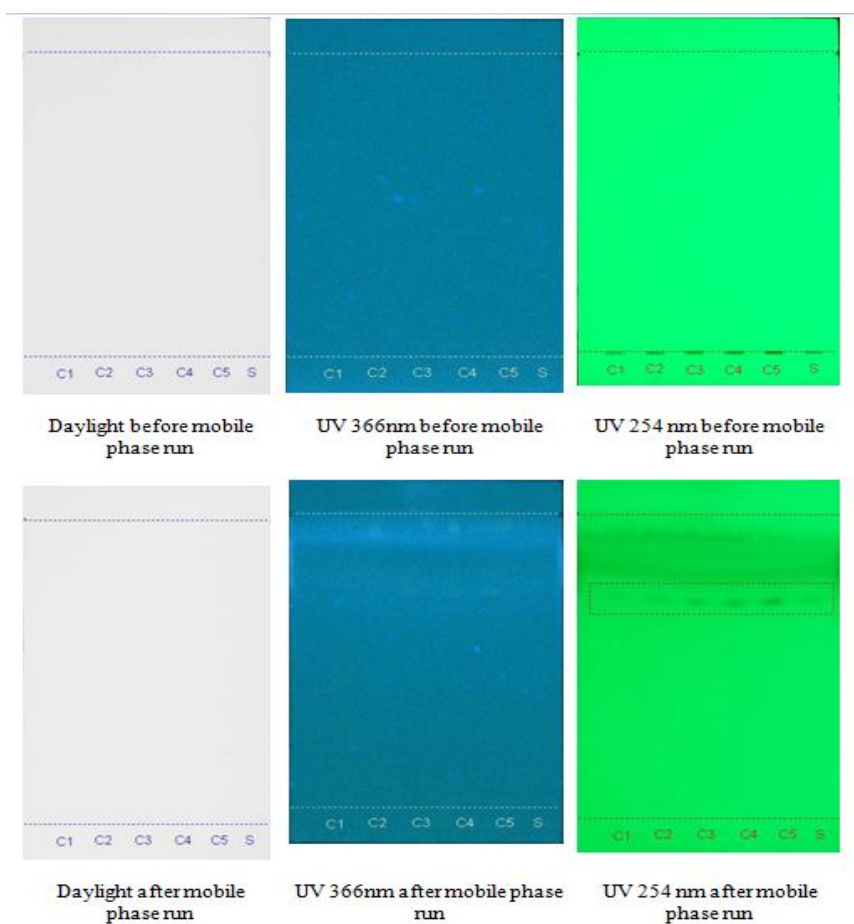 C1 C2 C3 C4 C5 S
C1 C2 C3 C4 C5 S
C1 C2 C3 C4 C5 S
Daylight before mobile
phase run
UV 366nm before mobile
phase run
UV 254 nm before mobile
phase run
C1 C2 C3 C4 C5 S
C1 C2 C3 C4 C5 S
C1 C2 C3 C4 C5 S
Daylight after mobile
phase run
UV 366nm after mobile phase
run
UV 254 nm after mobile
phase run